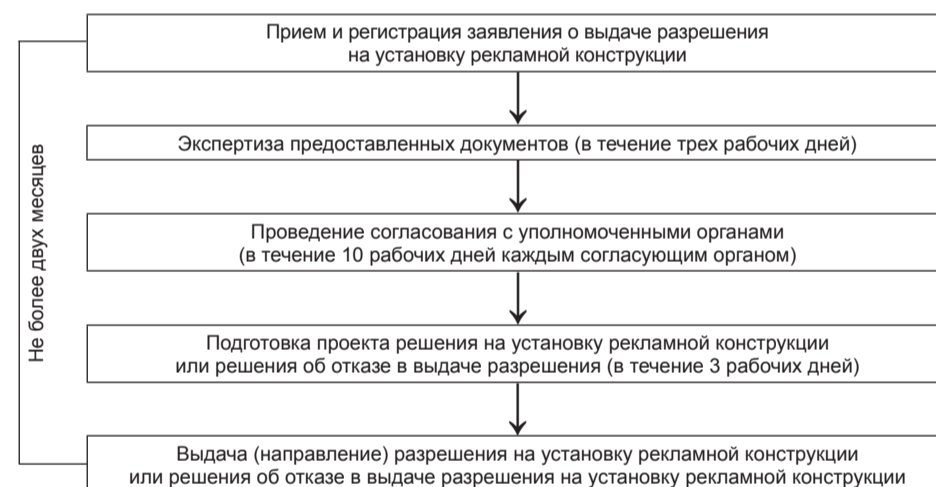 Прием и регистрация заявления о выдаче разрешения
на установку рекламной конструкции
Экспертиза предоставленных документов (в течение трех рабочих дней)
Не более двух месяцев
Проведение согласования с уполномоченными органами
(в течение 10 рабочих дней каждым согласующим органом)
Подготовка проекта решения на установку рекламной конструкции
или решения об отказе в выдаче разрешения (в течение 3 рабочих дней)
Выдача (направление) разрешения на установку рекламной конструкции
или решения об отказе в выдаче разрешения на установку рекламной конструкции